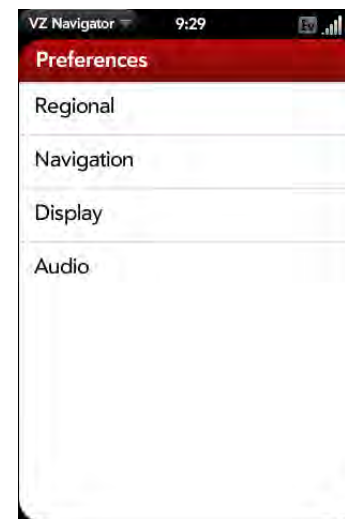 VZ Navigator 9:29 Ev
Preferences
Regional
Navigation
Display
Audio